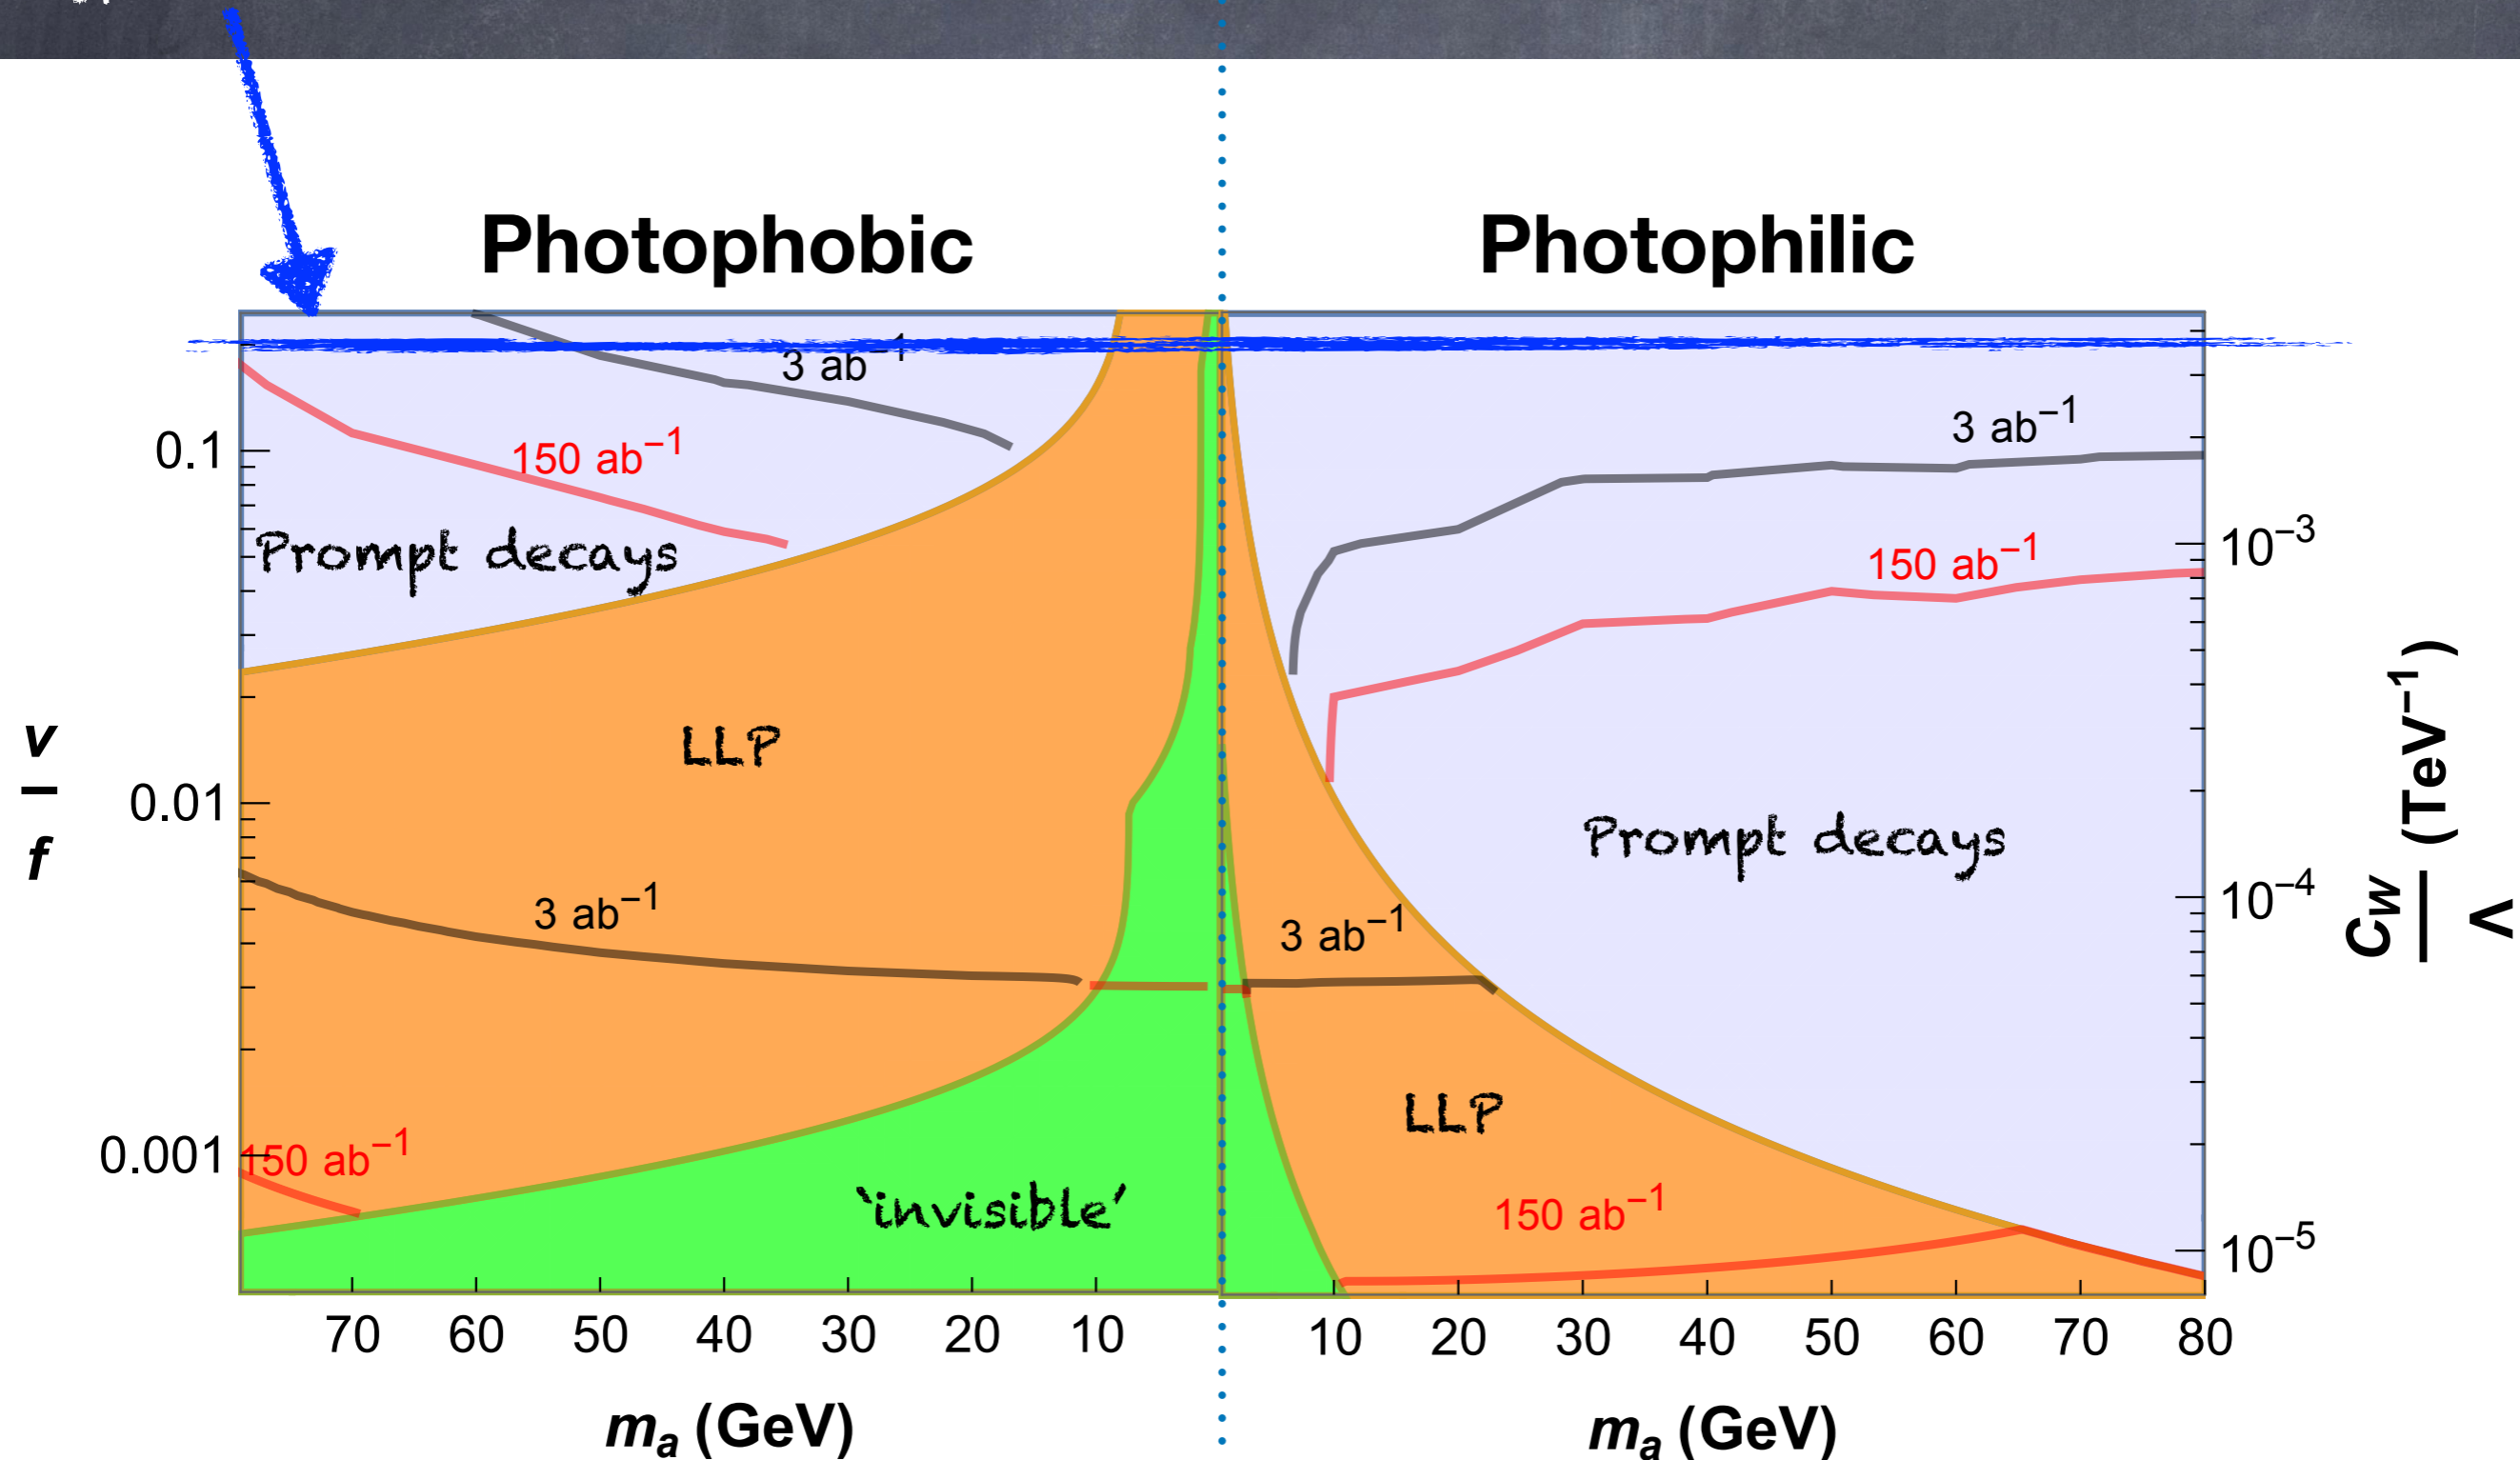 Photophobic
Photophilic
3 ab⁻¹
3 ab⁻¹
0.1
150 ab⁻¹
Prompt decays
10⁻³
150 ab⁻¹
LLP
v
f
0.01
Prompt decays
C_W
Λ
(TeV⁻¹)
10⁻⁴
3 ab⁻¹
3 ab⁻¹
LLP
0.001
150 ab⁻¹
'invisible'
150 ab⁻¹
10⁻⁵
70 60 50 40 30 20 10
10 20 30 40 50 60 70 80
mₐ (GeV)
mₐ (GeV)